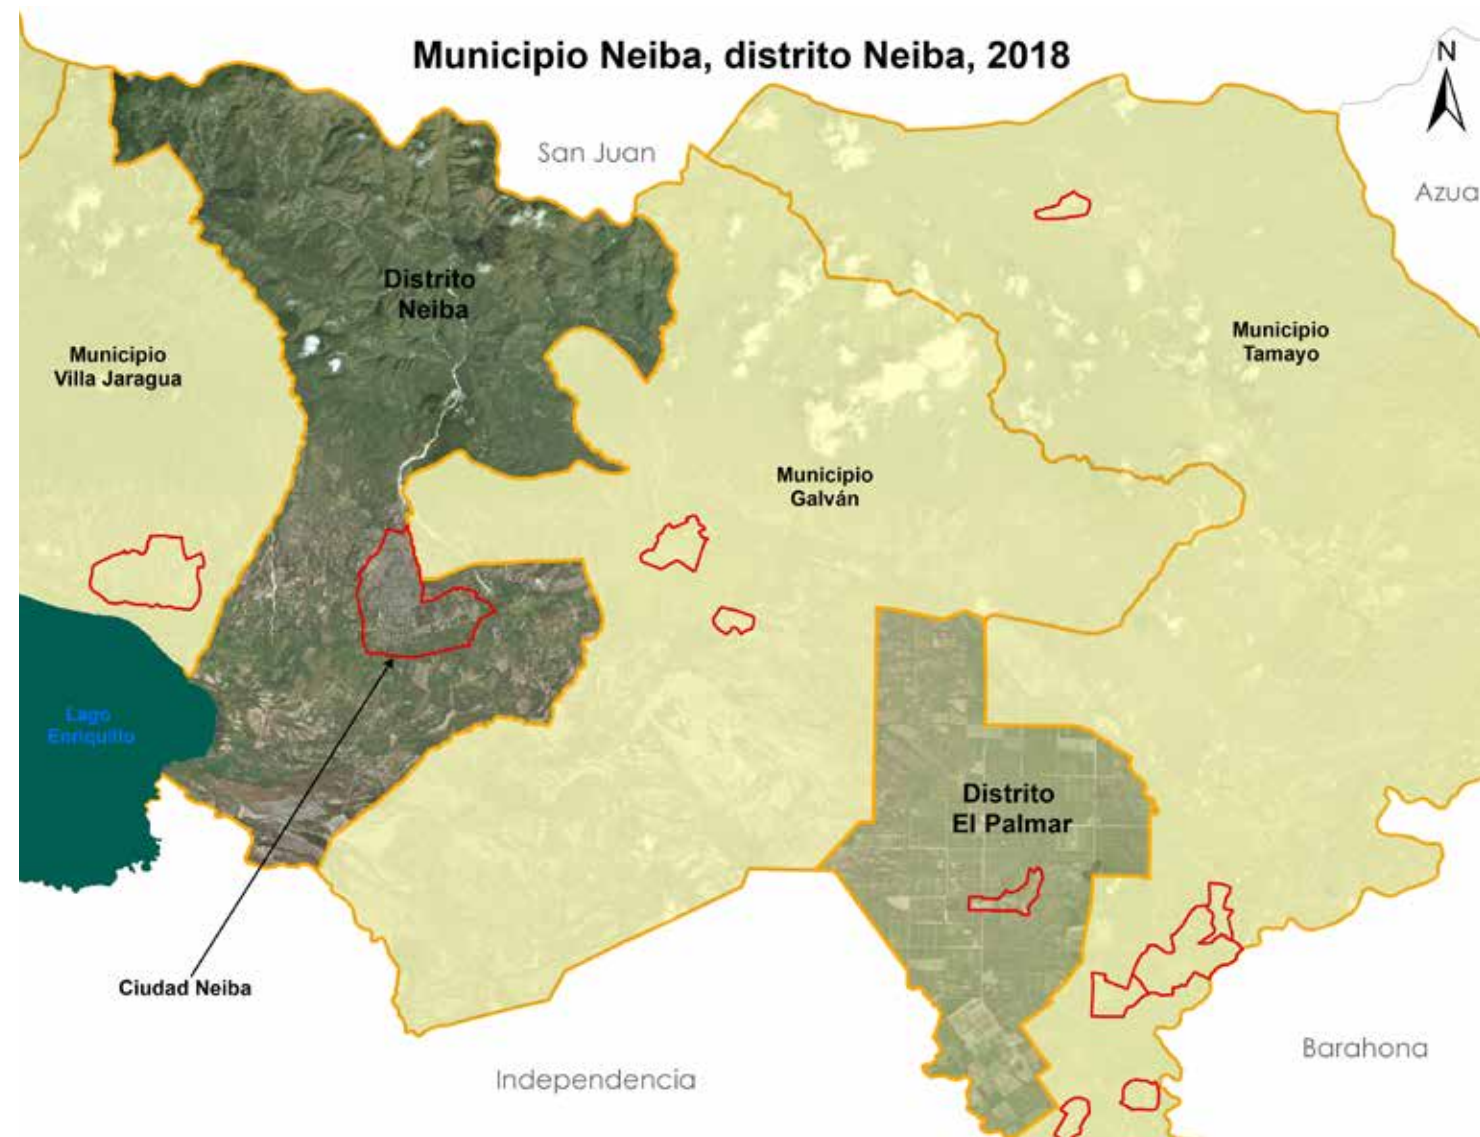 Municipio Neiba, distrito Neiba, 2018
N
San Juan
Azua
Distrito
Neiba
Municipio
Tamayo
Municipio
Villa Jaragua
Municipio
Galván
Lago
Enriquillo
Distrito
El Palmar
Ciudad Neiba
Barahona
Independencia